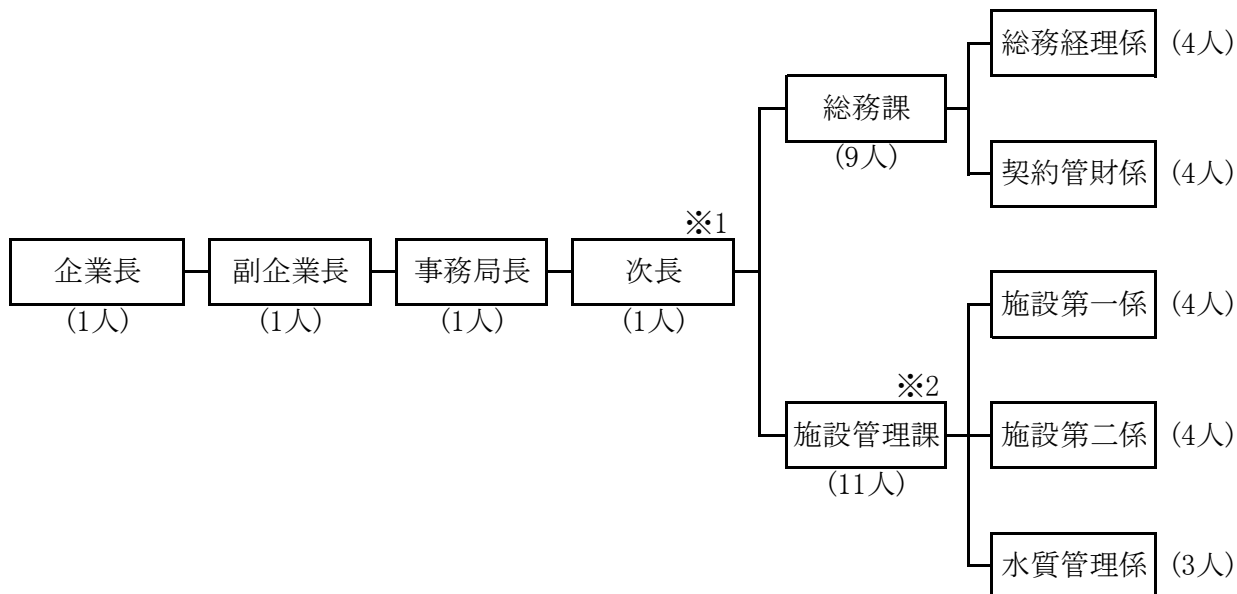 総務経理係 (4人)
総務課
(9人)
契約管財係 (4人)
※1
企業長
(1人)
副企業長
(1人)
事務局長
(1人)
次長
(1人)
施設第一係 (4人)
※2
施設管理課
(11人)
施設第二係 (4人)
水質管理係 (3人)